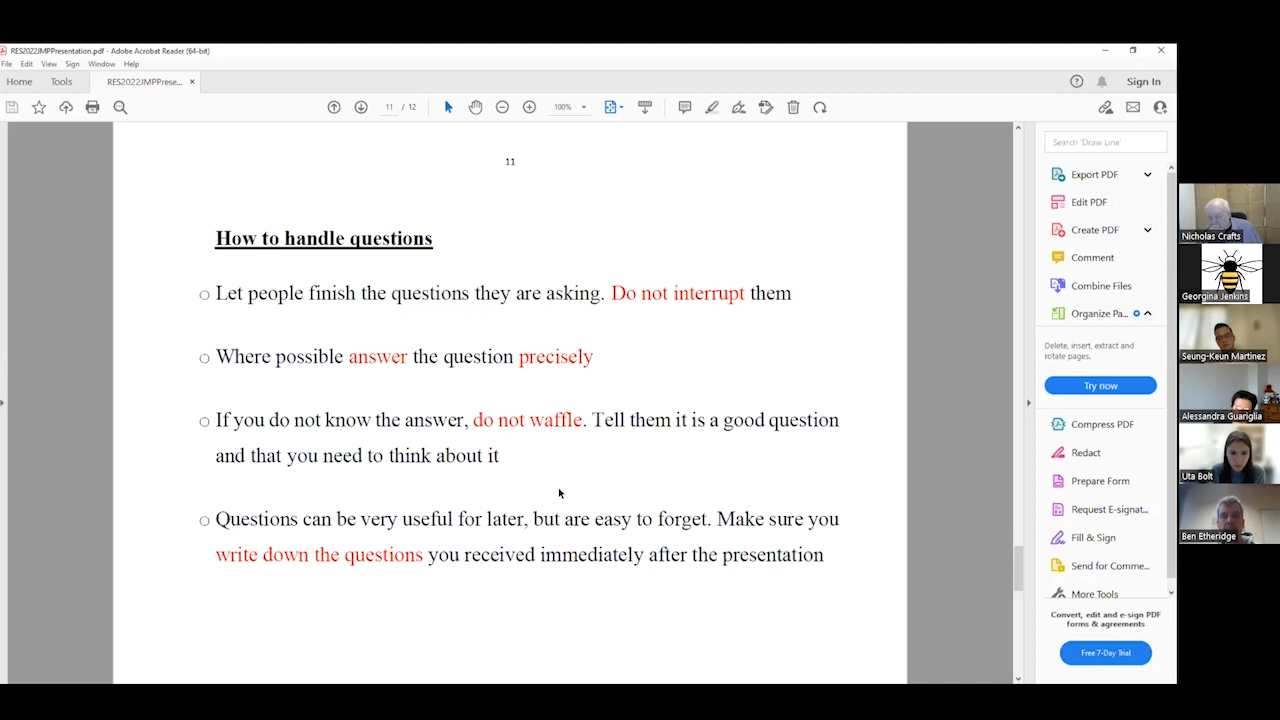 RES2022JMPPresentation.pdf - Adobe Acrobat Reader (64-bit)
File Edit View Sign Window Help
Home Tools RES2022JMPPrese... × Sign In
11 / 12 100%
11
How to handle questions
Let people finish the questions they are asking. Do not interrupt them
Where possible answer the question precisely
If you do not know the answer, do not waffle. Tell them it is a good question
and that you need to think about it
Questions can be very useful for later, but are easy to forget. Make sure you
write down the questions you received immediately after the presentation
Search 'Draw Line'
Export PDF
Edit PDF
Create PDF
Comment
Combine Files
Organize Pa...
Delete, insert, extract and
rotate pages.
Try now
Compress PDF
Redact
Prepare Form
Request E-signat...
Fill & Sign
Send for Comme...
More Tools
Convert, edit and e-sign PDF
forms & agreements
Free 7-Day Trial
Nicholas Crafts
Georgina Jenkins
Seung-Keun Martinez
Alessandra Guariglia
Uta Bolt
Ben Etheridge